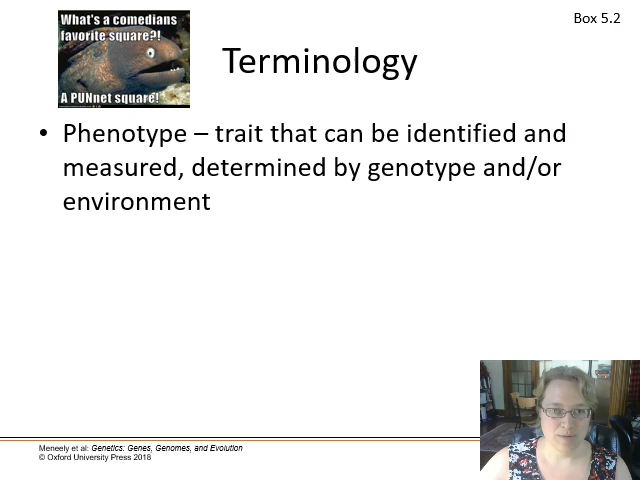 What's a comedians
favorite square?!
A PUNnet square!
Box 5.2
Terminology
• Phenotype – trait that can be identified and
measured, determined by genotype and/or
environment
Meneely et al: Genetics: Genes, Genomes, and Evolution
© Oxford University Press 2018